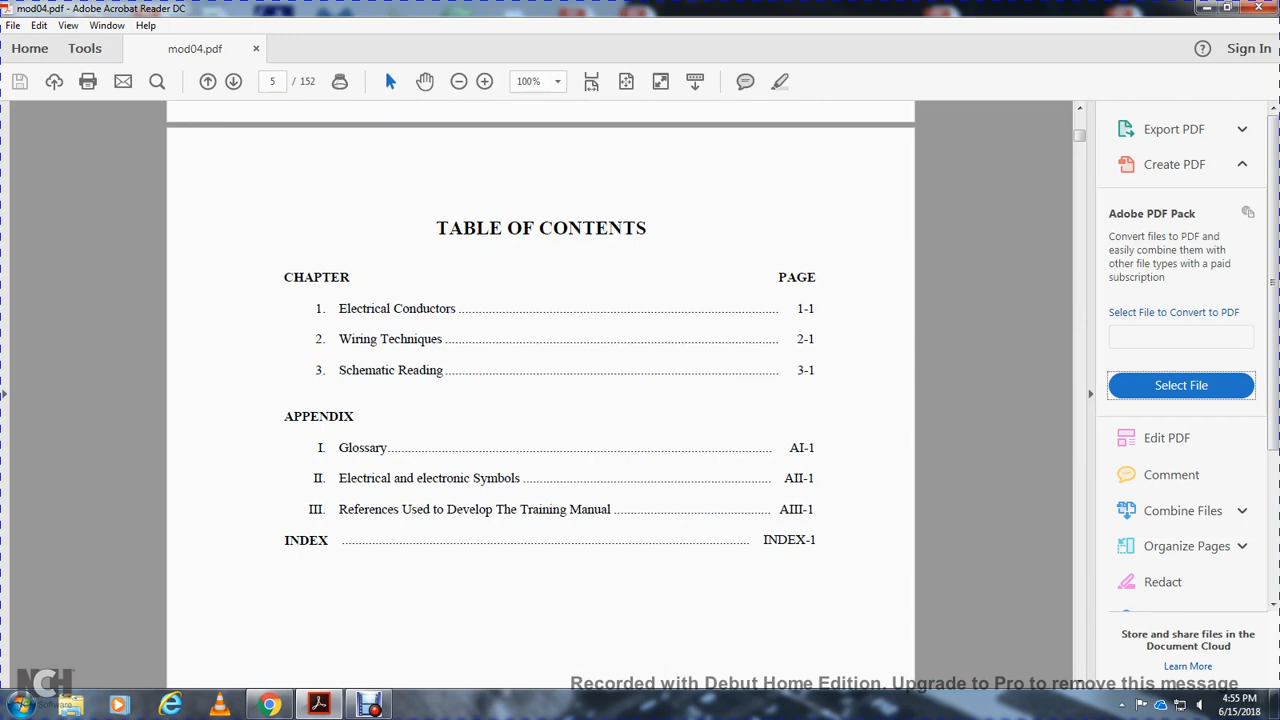 mod04.pdf - Adobe Acrobat Reader DC
File Edit View Window Help
Home Tools mod04.pdf × Sign In
5 / 152 100%
TABLE OF CONTENTS
CHAPTER PAGE
1. Electrical Conductors ........ 1-1
2. Wiring Techniques ........ 2-1
3. Schematic Reading ........ 3-1
APPENDIX
I. Glossary ........ AI-1
II. Electrical and electronic Symbols ........ AII-1
III. References Used to Develop The Training Manual ........ AIII-1
INDEX ........ INDEX-1
Export PDF
Create PDF
Adobe PDF Pack
Convert files to PDF and
easily combine them with
other file types with a paid
subscription
Select File to Convert to PDF
Select File
Edit PDF
Comment
Combine Files
Organize Pages
Redact
Store and share files in the
Document Cloud
Learn More
NCH
Software
Recorded with Debut Home Edition. Upgrade to Pro to remove this message
4:55 PM
6/15/2018